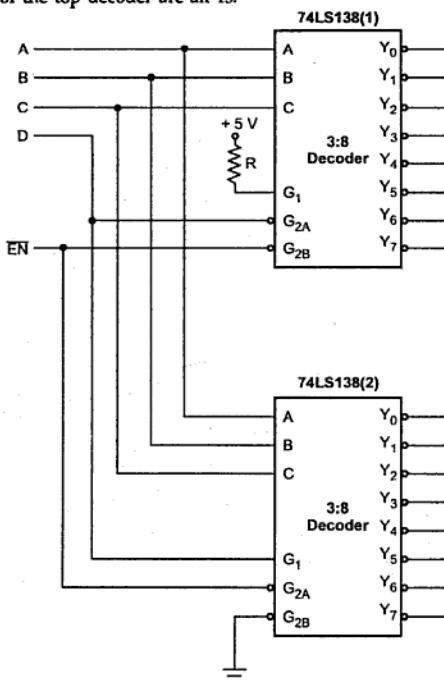 of the top decoder are all 1s.
74LS138(1)
A
B
C
D
EN
+ 5 V
R
A
B
C
G1
G2A
G2B
3:8
Decoder
Y0
Y1
Y2
Y3
Y4
Y5
Y6
Y7
74LS138(2)
A
B
C
G1
G2A
G2B
3:8
Decoder
Y0
Y1
Y2
Y3
Y4
Y5
Y6
Y7